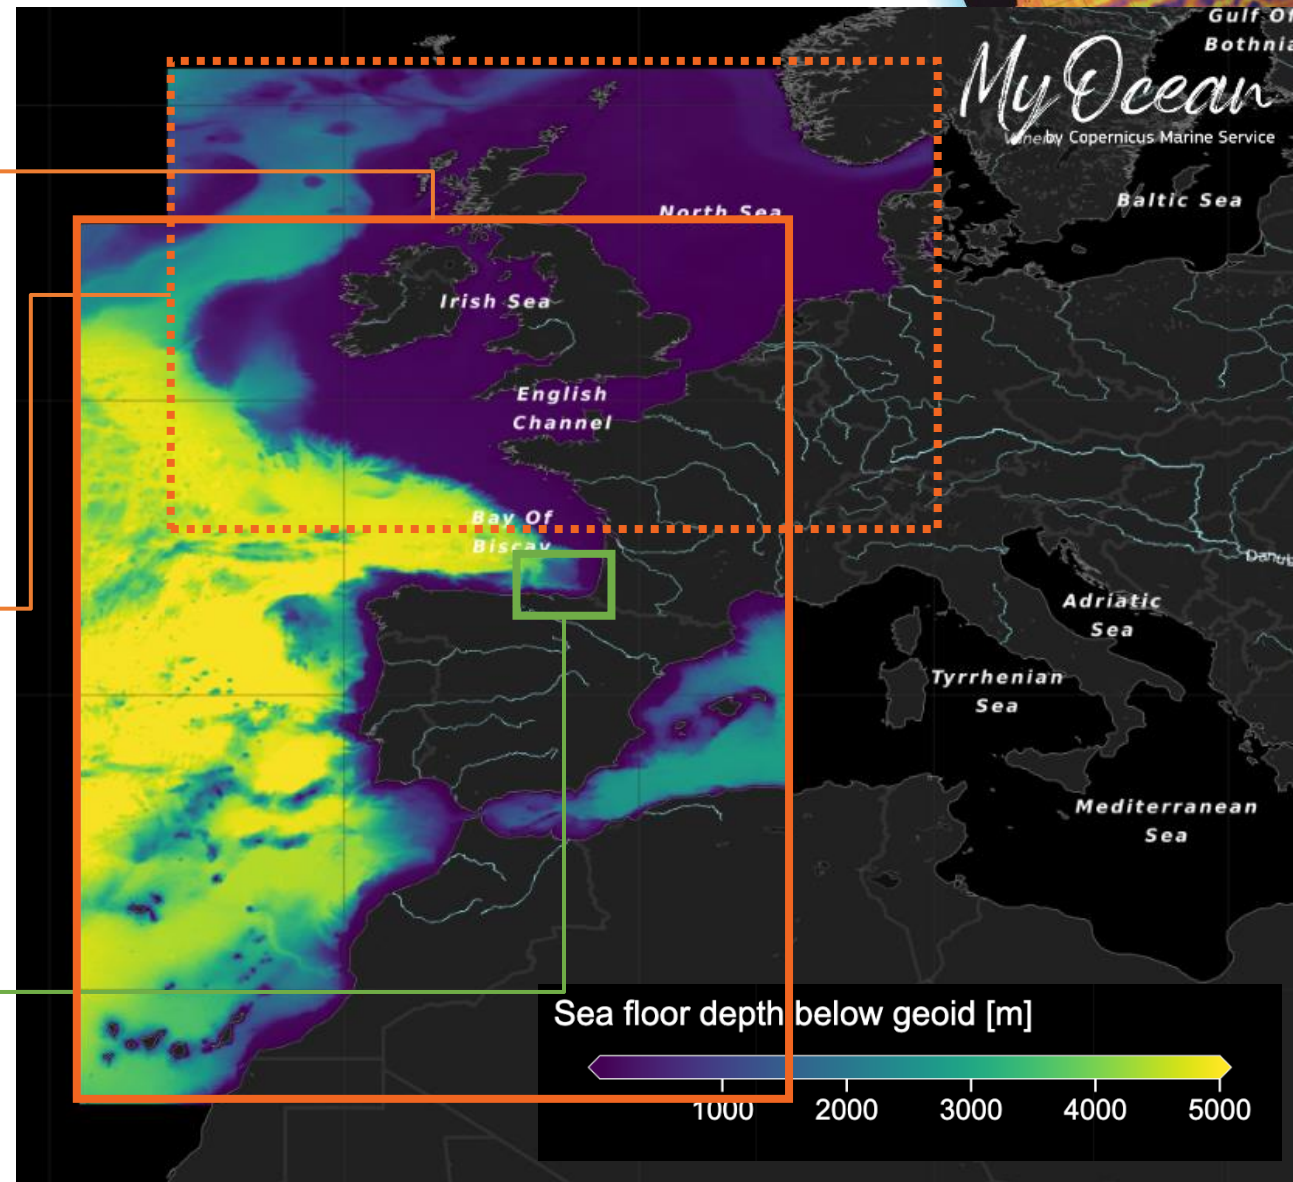 Gulf Of
Bothnia
My Ocean
by Copernicus Marine Service
Baltic Sea
North Sea
Irish Sea
English
Channel
Bay Of
Biscay
Adriatic
Sea
Tyrrhenian
Sea
Mediterranean
Sea
Sea floor depth below geoid [m]
1000 2000 3000 4000 5000